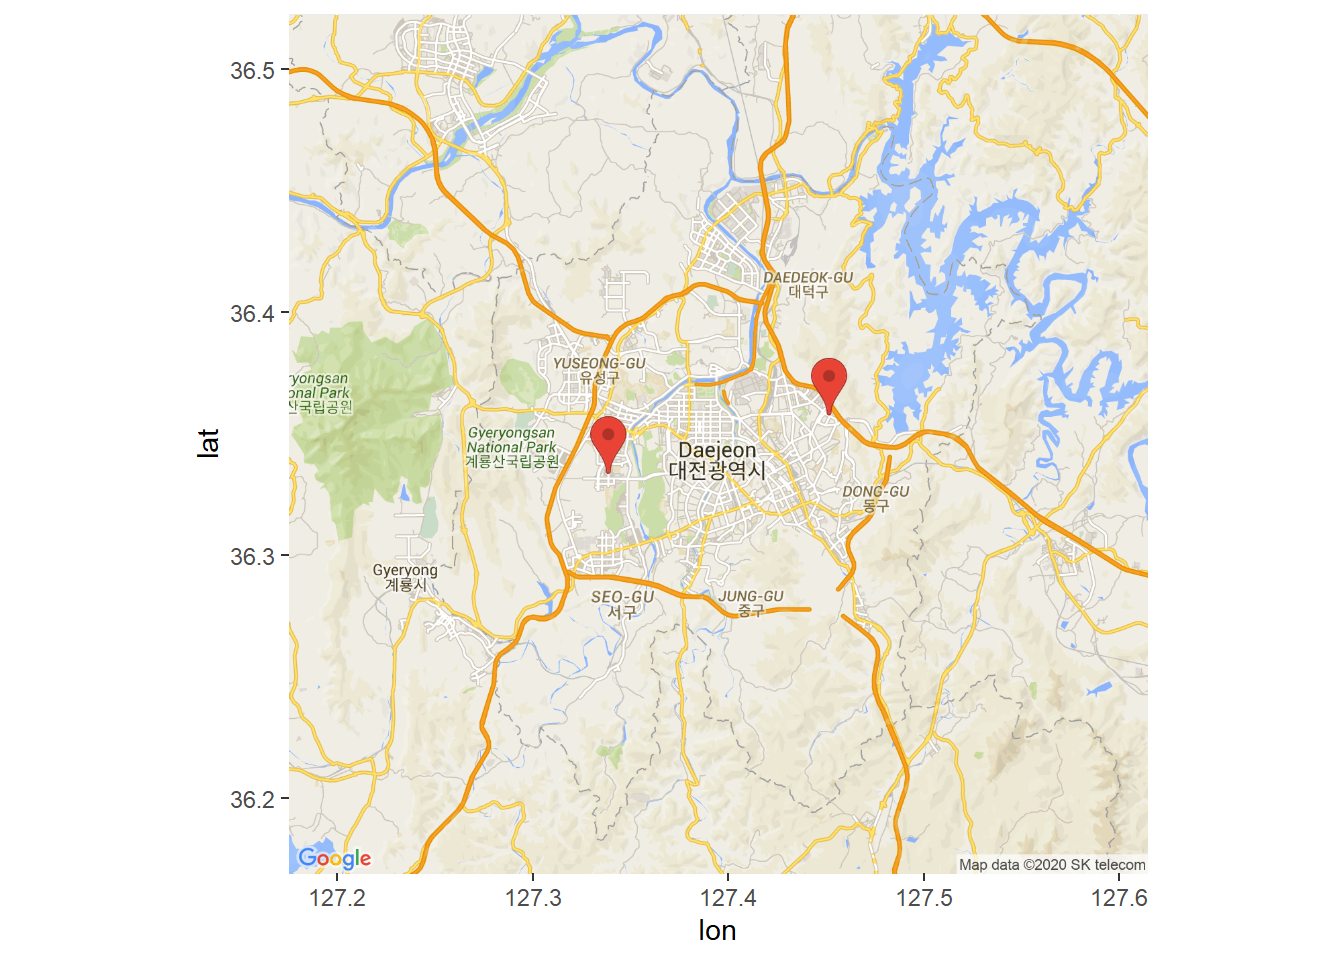 36.5
36.4
36.3
36.2
lat
DAEDEOK-GU
대덕구
YUSEONG-GU
유성구
ryongsan
onal Park
산국립공원
Gyeryongsan
National Park
계룡산국립공원
Daejeon
대전광역시
DONG-GU
동구
Gyeryong
계룡시
SEO-GU
서구
JUNG-GU
중구
Google
Map data ©2020 SK telecom
127.2
127.3
127.4
127.5
127.6
lon